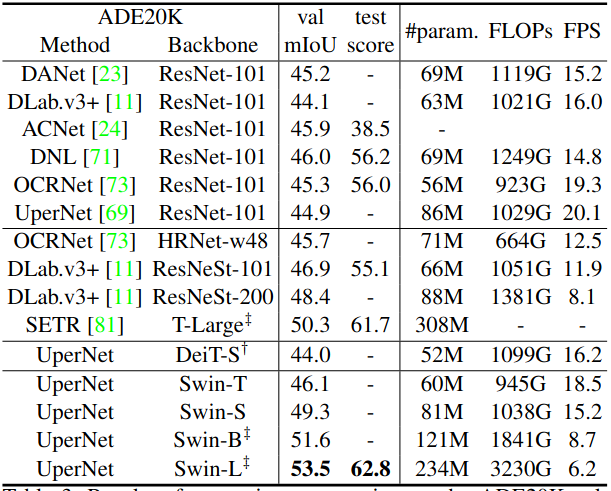 ADE20K val test #param. FLOPs FPS
Method Backbone mIoU score
DANet [23] ResNet-101 45.2 - 69M 1119G 15.2
DLab.v3+ [11] ResNet-101 44.1 - 63M 1021G 16.0
ACNet [24] ResNet-101 45.9 38.5 -
DNL [71] ResNet-101 46.0 56.2 69M 1249G 14.8
OCRNet [73] ResNet-101 45.3 56.0 56M 923G 19.3
UperNet [69] ResNet-101 44.9 - 86M 1029G 20.1
OCRNet [73] HRNet-w48 45.7 - 71M 664G 12.5
DLab.v3+ [11] ResNeSt-101 46.9 55.1 66M 1051G 11.9
DLab.v3+ [11] ResNeSt-200 48.4 - 88M 1381G 8.1
SETR [81] T-Large‡ 50.3 61.7 308M - -
UperNet DeiT-S† 44.0 - 52M 1099G 16.2
UperNet Swin-T 46.1 - 60M 945G 18.5
UperNet Swin-S 49.3 - 81M 1038G 15.2
UperNet Swin-B‡ 51.6 - 121M 1841G 8.7
UperNet Swin-L‡ 53.5 62.8 234M 3230G 6.2